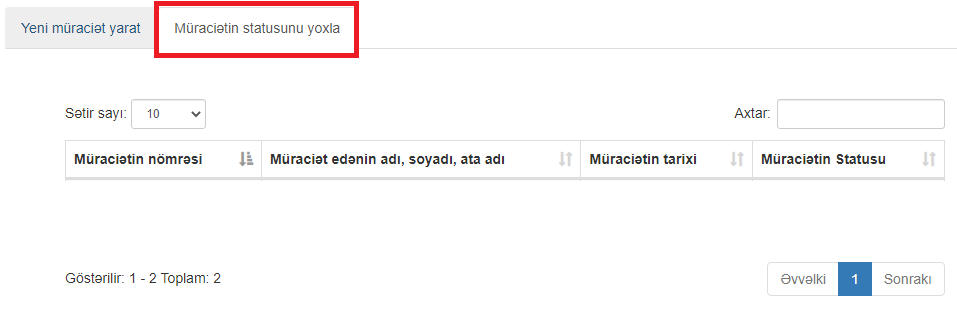 Yeni müraciət yarat Müraciətin statusunu yoxla
Sətir sayı: 10 Axtar:
Müraciətin nömrəsi Müraciət edənin adı, soyadı, ata adı Müraciətin tarixi Müraciətin Statusu
Göstərilir: 1 - 2 Toplam: 2 Əvvəlki 1 Sonrakı